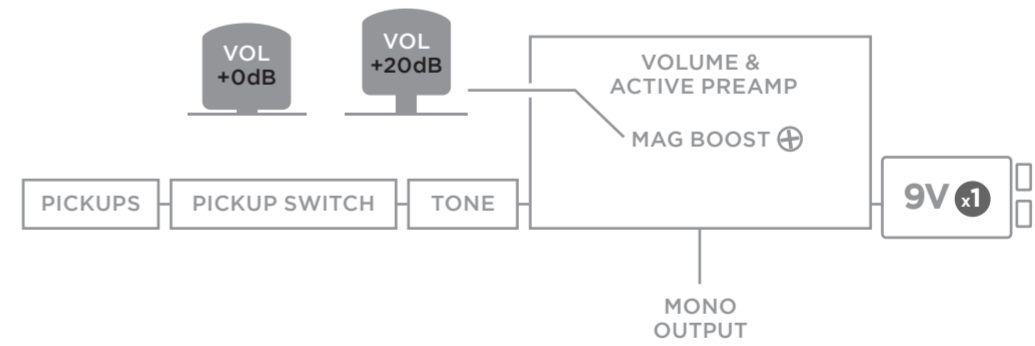 VOL
+0dB
VOL
+20dB
VOLUME &
ACTIVE PREAMP
MAG BOOST
PICKUPS
PICKUP SWITCH
TONE
9V x1
MONO
OUTPUT